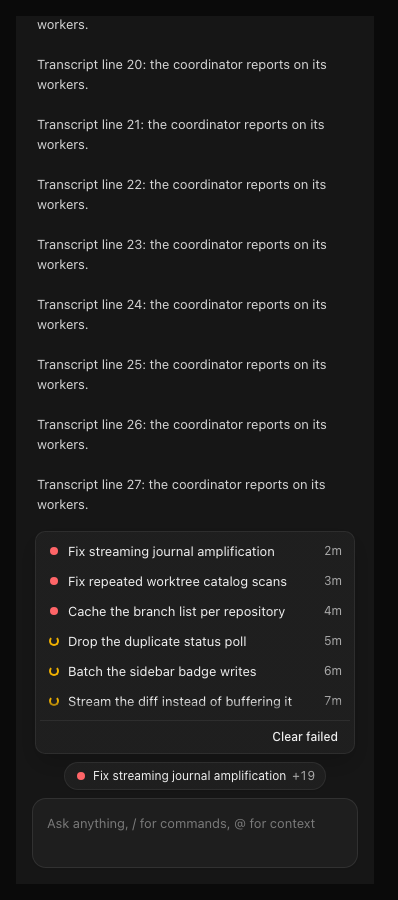 workers.
Transcript line 20: the coordinator reports on its
workers.
Transcript line 21: the coordinator reports on its
workers.
Transcript line 22: the coordinator reports on its
workers.
Transcript line 23: the coordinator reports on its
workers.
Transcript line 24: the coordinator reports on its
workers.
Transcript line 25: the coordinator reports on its
workers.
Transcript line 26: the coordinator reports on its
workers.
Transcript line 27: the coordinator reports on its
workers.
Fix streaming journal amplification 2m
Fix repeated worktree catalog scans 3m
Cache the branch list per repository 4m
Drop the duplicate status poll 5m
Batch the sidebar badge writes 6m
Stream the diff instead of buffering it 7m
Clear failed
Fix streaming journal amplification +19
Ask anything, / for commands, @ for context